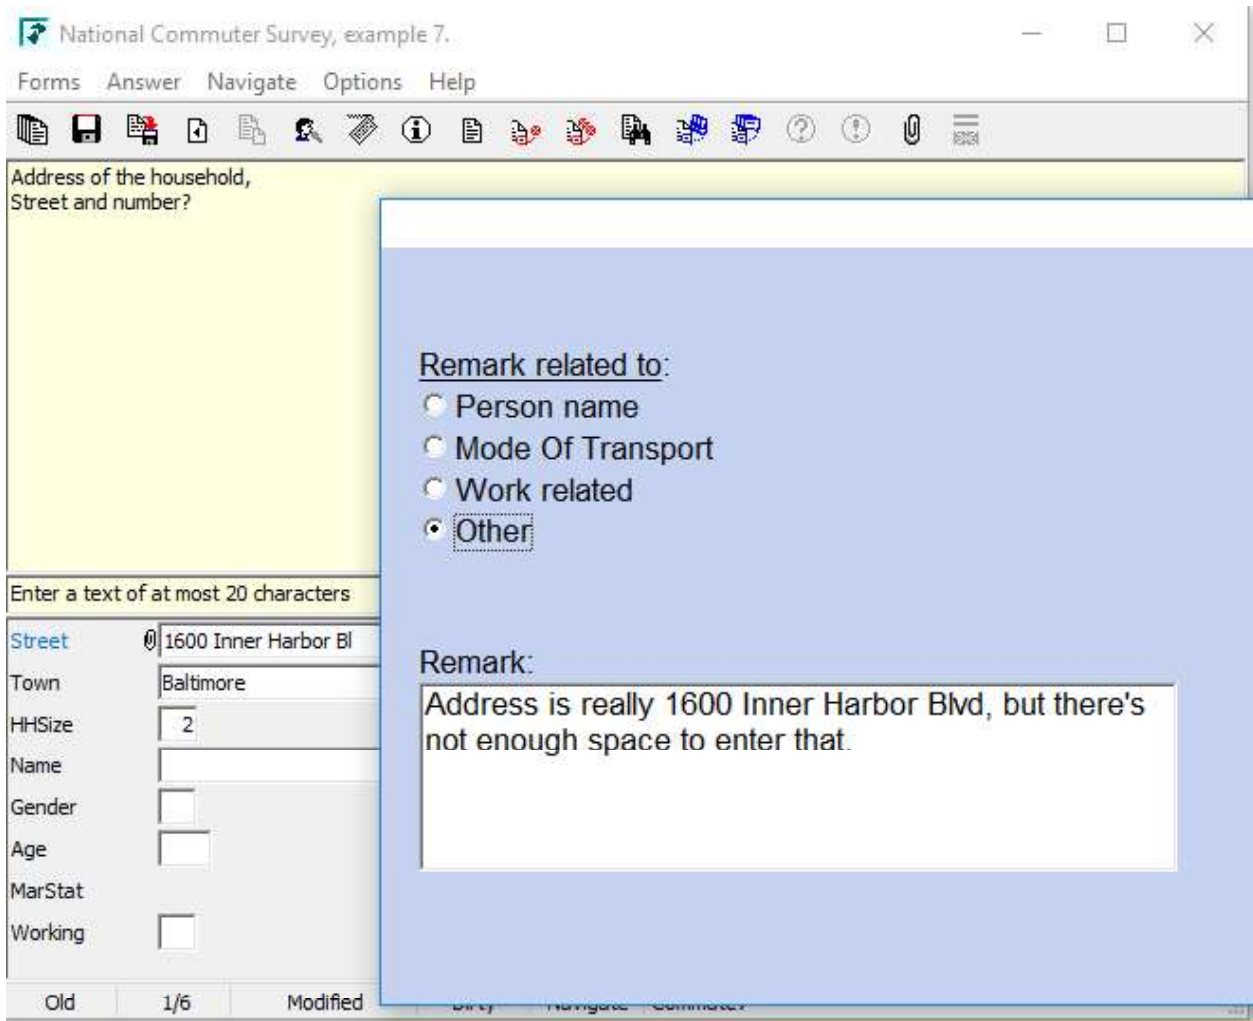 National Commuter Survey, example 7.
Forms Answer Navigate Options Help
Address of the household,
Street and number?
Remark related to:
Person name
Mode Of Transport
Work related
Other
Enter a text of at most 20 characters
Street 1600 Inner Harbor Bl
Town Baltimore
HHSize 2
Name
Gender
Age
MarStat
Working
Remark:
Address is really 1600 Inner Harbor Blvd, but there's
not enough space to enter that.
Old 1/6 Modified Dirty Navigate Commute7